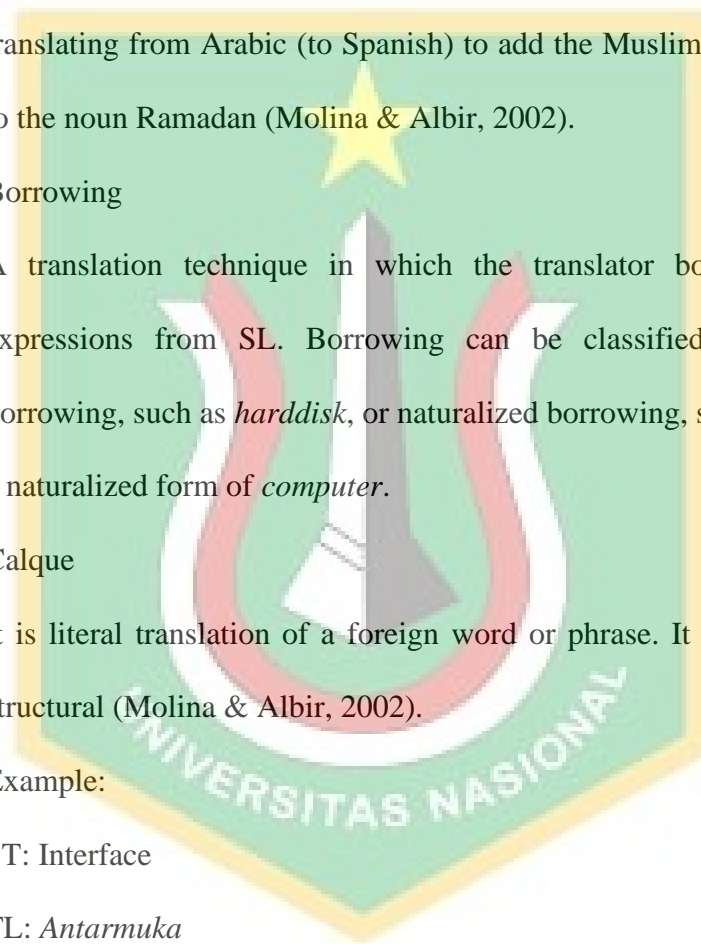 ranslating from Arabic (to Spanish) to add the Muslim
o the noun Ramadan (Molina & Albir, 2002).
Borrowing
A translation technique in which the translator bo
xpressions from SL. Borrowing can be classified
orrowing, such as harddisk, or naturalized borrowing, s
naturalized form of computer.
Calque
t is literal translation of a foreign word or phrase. It
tructural (Molina & Albir, 2002).
Example:
T: Interface
TL: Antarmuka
UNIVERSITAS NASIONAL